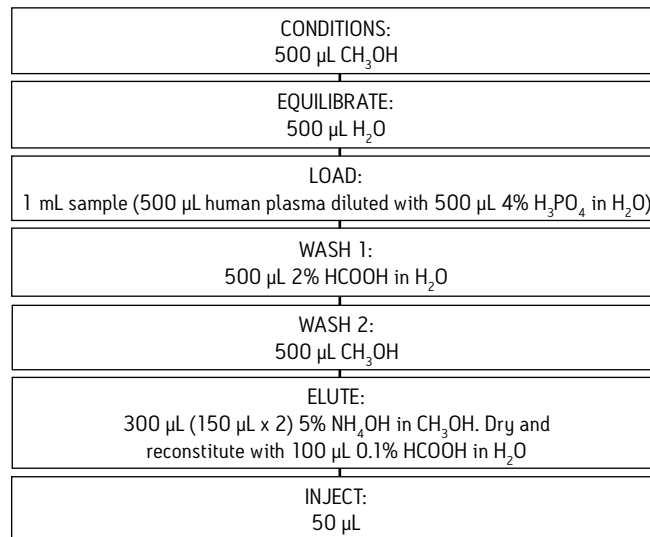 CONDITIONS:
500 µL CH₃OH
EQUILIBRATE:
500 µL H₂O
LOAD:
1 mL sample (500 µL human plasma diluted with 500 µL 4% H₃PO₄ in H₂O)
WASH 1:
500 µL 2% HCOOH in H₂O
WASH 2:
500 µL CH₃OH
ELUTE:
300 µL (150 µL x 2) 5% NH₄OH in CH₃OH. Dry and
reconstitute with 100 µL 0.1% HCOOH in H₂O
INJECT:
50 µL